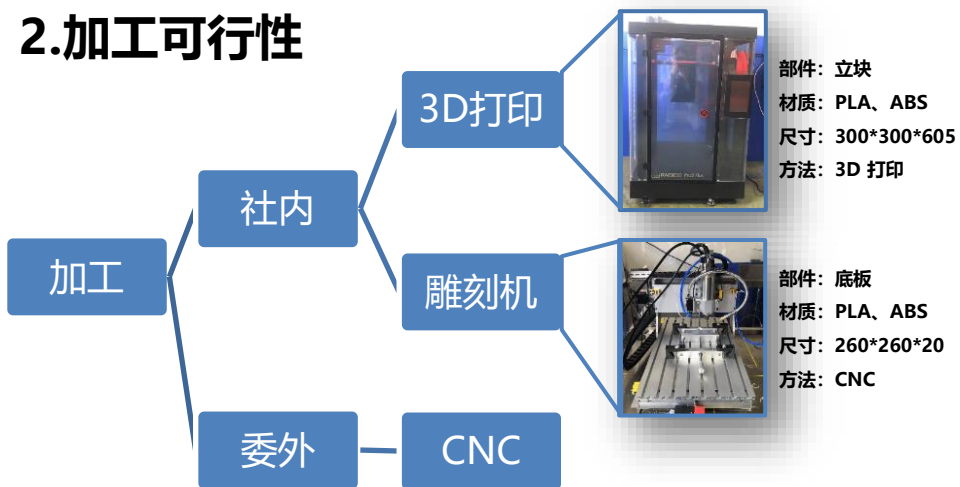 2.加工可行性
加工
社内
委外
3D打印
雕刻机
CNC
部件：立块
材质：PLA、ABS
尺寸：300*300*605
方法：3D 打印
部件：底板
材质：PLA、ABS
尺寸：260*260*20
方法：CNC